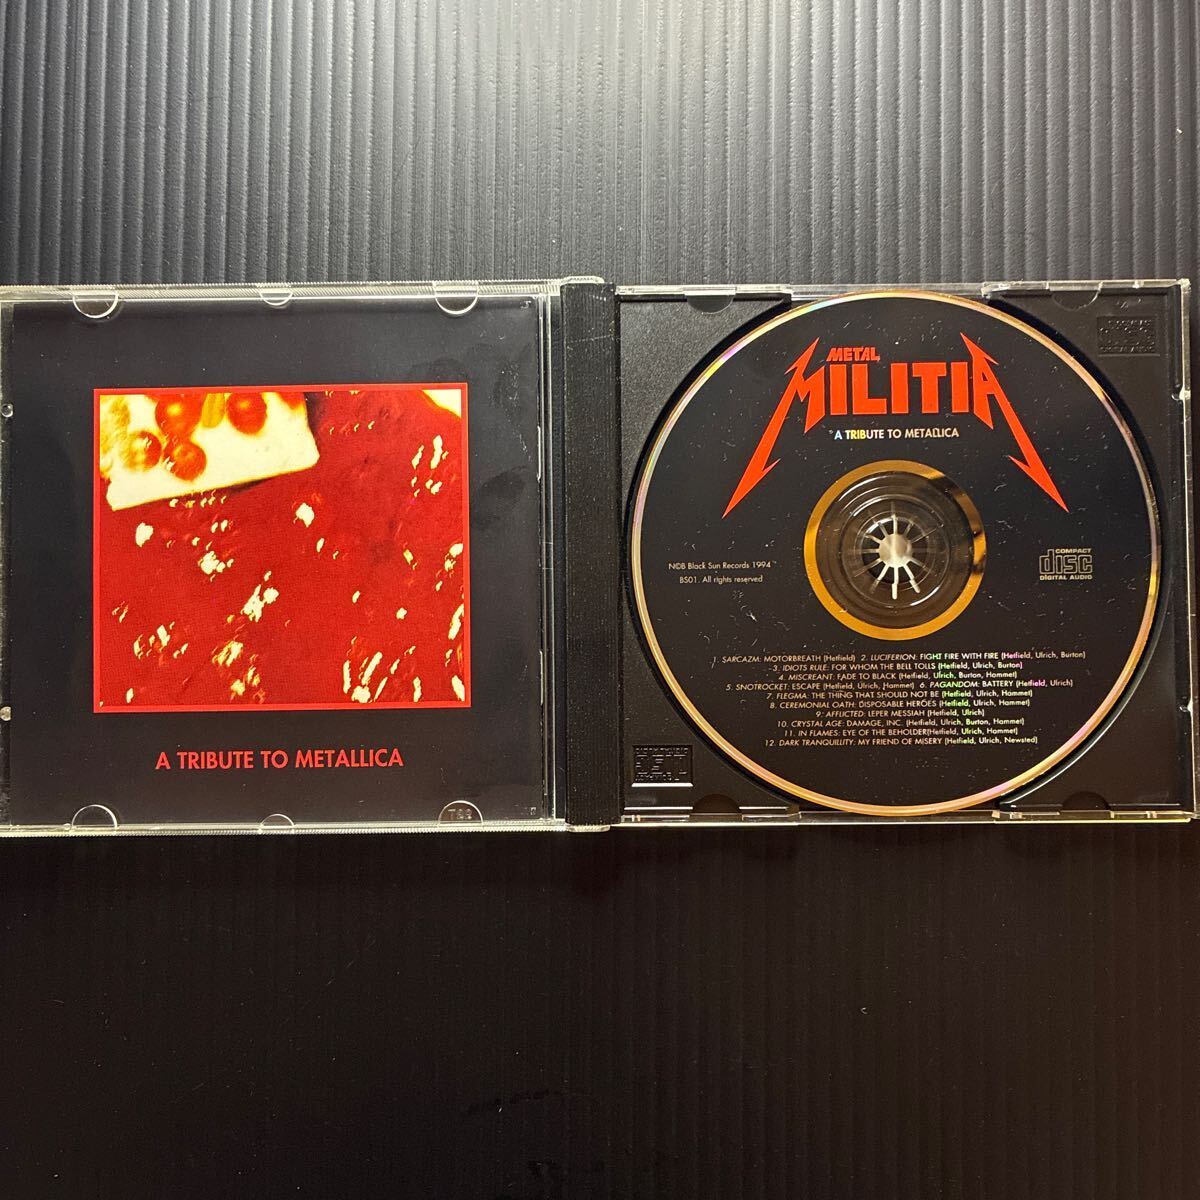 A TRIBUTE TO METALLICA
METAL
MILITIA
A TRIBUTE TO METALLICA
NCB Black Sun Records 1994
BS01. All rights reserved
COMPACT
disc
DIGITAL AUDIO
1. SARCAZM: MOTORBREATH (Hetfield) 2. LUCIFERION: FIGHT FIRE WITH FIRE (Hetfield, Ulrich, Burton)
3. IDIOTS RULE: FOR WHOM THE BELL TOLLS (Hetfield, Ulrich, Burton)
4. MISCREANT: FADE TO BLACK (Hetfield, Ulrich, Burton, Hammet)
5. SNOTROCKET: ESCAPE (Hetfield, Ulrich, Hammet) 6. PAGANDOM: BATTERY (Hetfield, Ulrich)
7. FLEGMA: THE THING THAT SHOULD NOT BE (Hetfield, Ulrich, Hammet)
8. CEREMONIAL OATH: DISPOSABLE HEROES (Hetfield, Ulrich, Hammet)
9: AFFLICTED: LEPER MESSIAH (Hetfield, Ulrich)
10. CRYSTAL AGE: DAMAGE, INC. (Hetfield, Ulrich, Burton, Hammet)
11. IN FLAMES: EYE OF THE BEHOLDER(Hetfield, Ulrich, Hammet)
12. DARK TRANQUILLITY: MY FRIEND OF MISERY (Hetfield, Ulrich, Newsted)